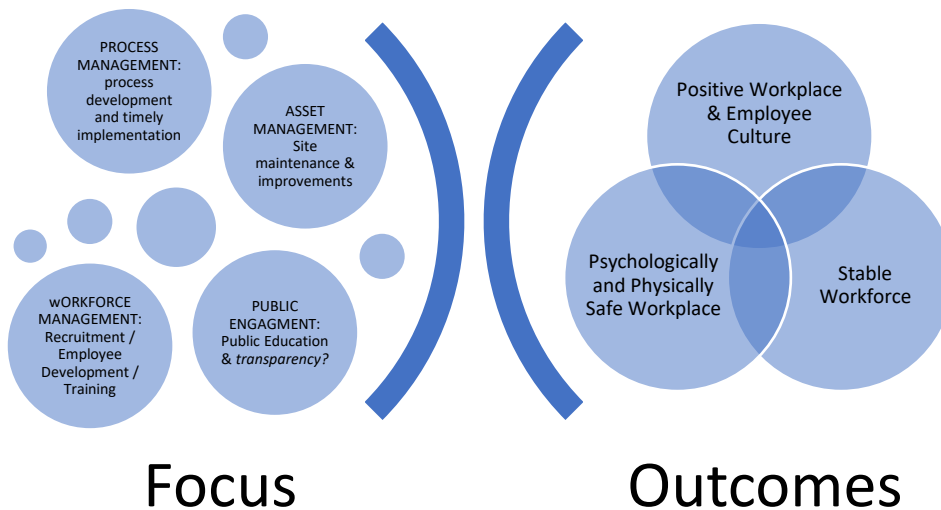 PROCESS
MANAGEMENT:
process
development
and timely
implementation
ASSET
MANAGEMENT:
Site
maintenance &
improvements
wORKFORCE
MANAGEMENT:
Recruitment /
Employee
Development /
Training
PUBLIC
ENGAGMENT:
Public Education
& transparency?
Focus
Positive Workplace
& Employee
Culture
Psychologically
and Physically
Safe Workplace
Stable
Workforce
Outcomes